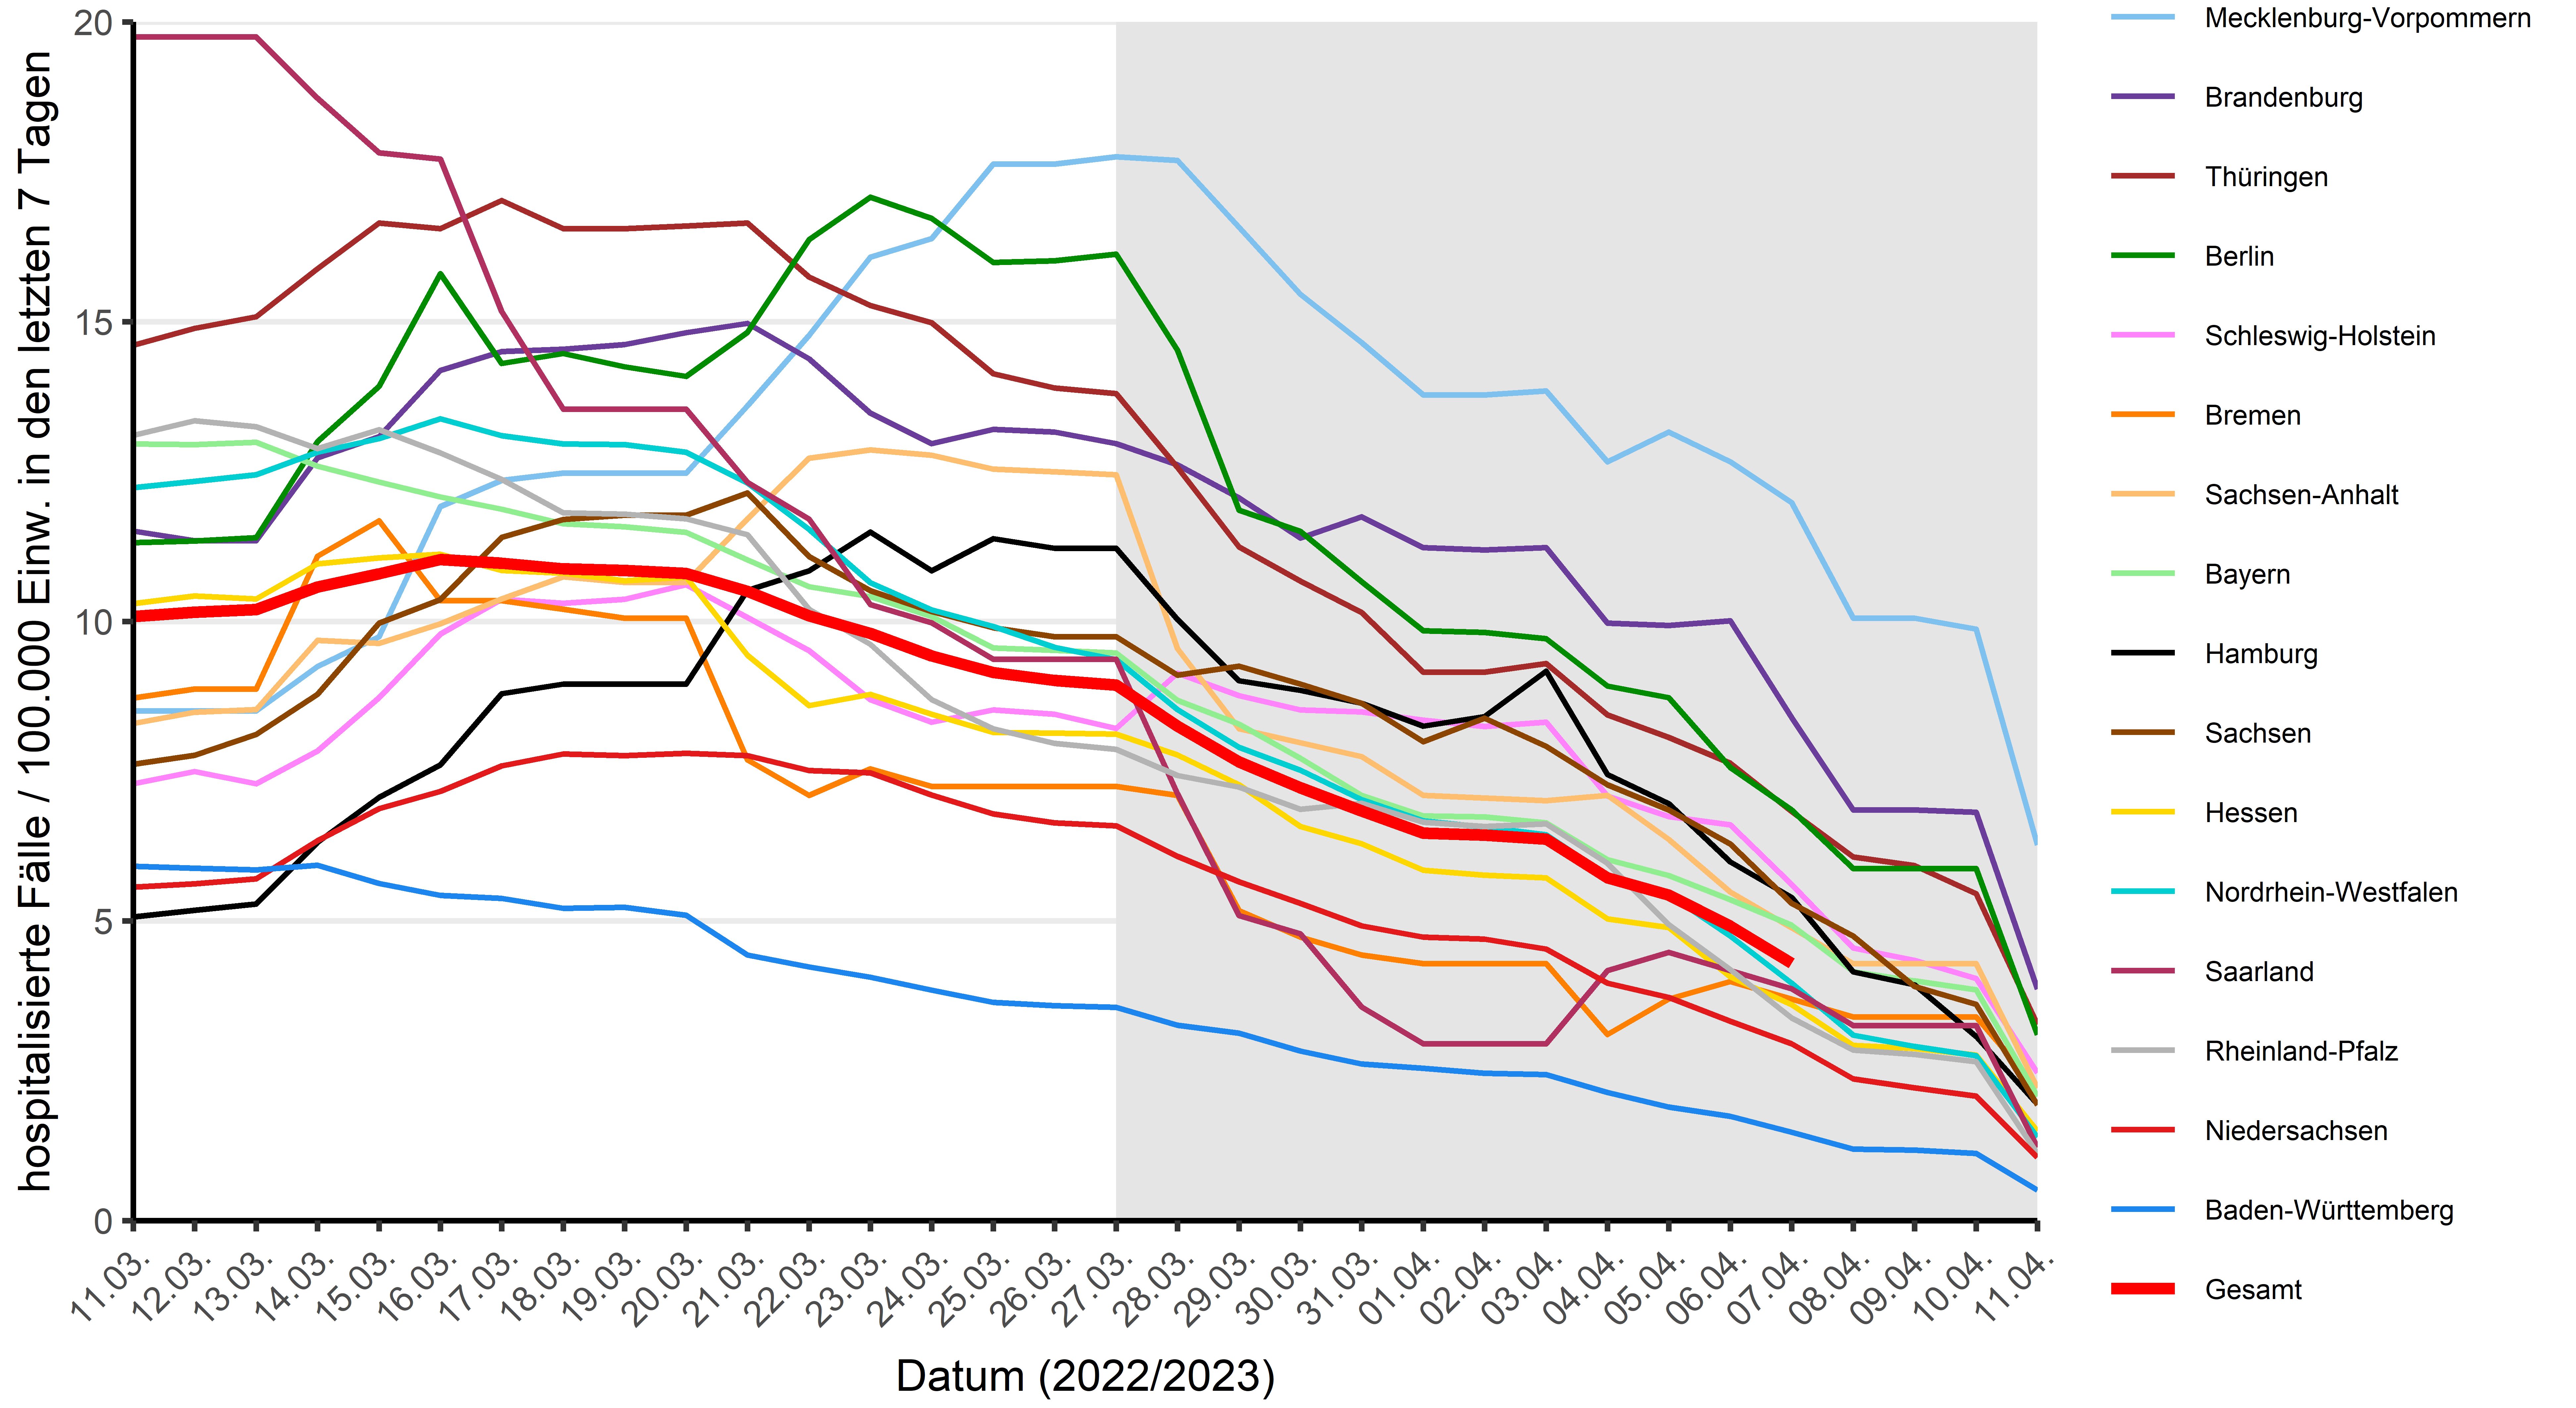 hospitalisierte Fälle / 100.000 Einw. in den letzten 7 Tagen
20
15
10
5
0
11.03.
12.03.
13.03.
14.03.
15.03.
16.03.
17.03.
18.03.
19.03.
20.03.
21.03.
22.03.
23.03.
24.03.
25.03.
26.03.
27.03.
28.03.
29.03.
30.03.
31.03.
01.04.
02.04.
03.04.
04.04.
05.04.
06.04.
07.04.
08.04.
09.04.
10.04.
11.04.
Datum (2022/2023)
Mecklenburg-Vorpommern
Brandenburg
Thüringen
Berlin
Schleswig-Holstein
Bremen
Sachsen-Anhalt
Bayern
Hamburg
Sachsen
Hessen
Nordrhein-Westfalen
Saarland
Rheinland-Pfalz
Niedersachsen
Baden-Württemberg
Gesamt